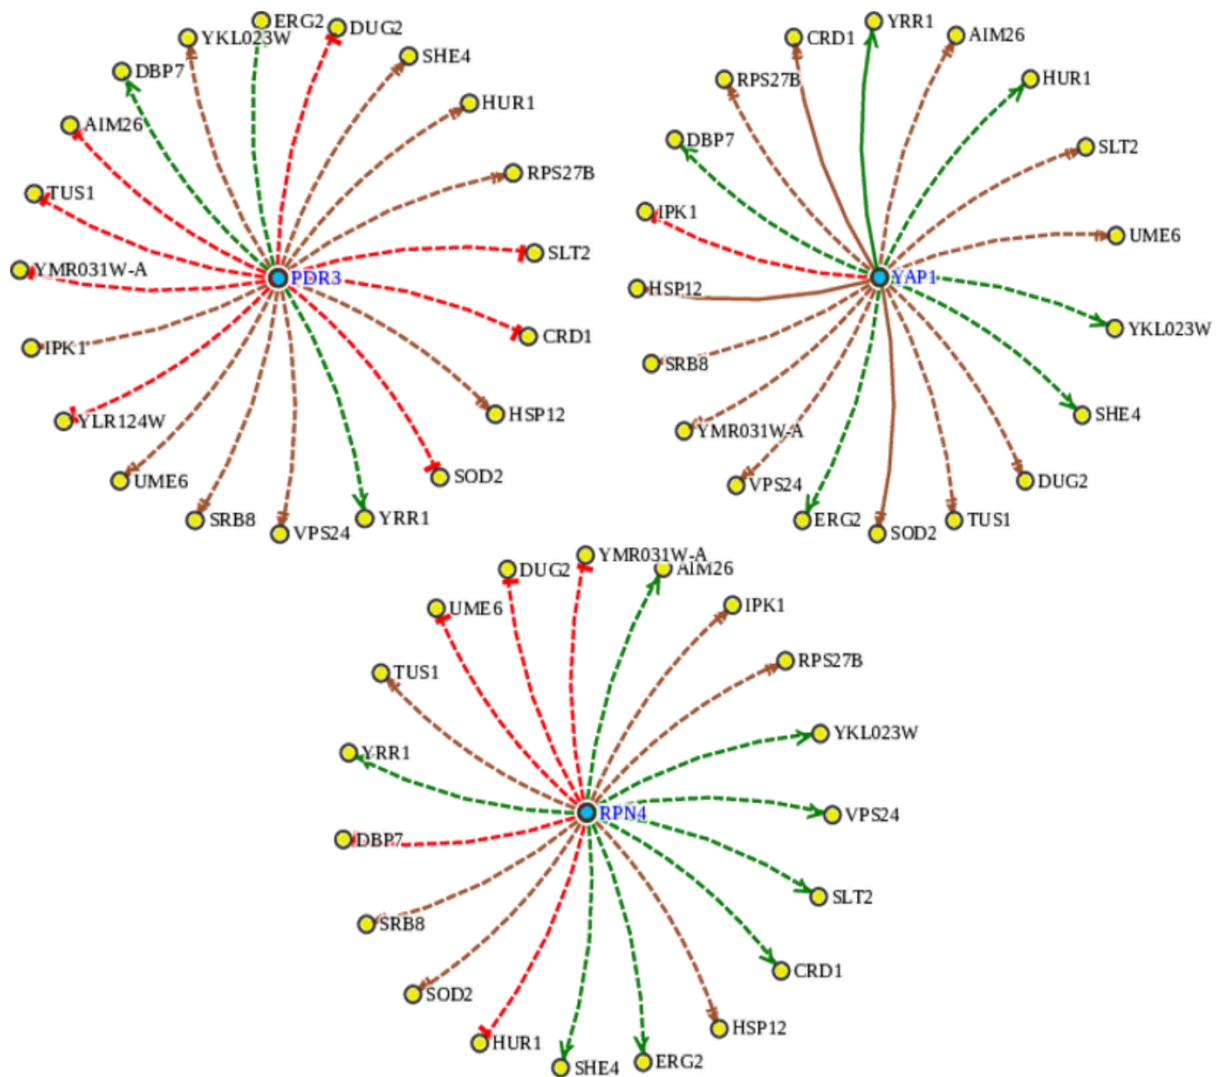 ERG2
DUG2
YKL023W
SHE4
DBP7
HUR1
AIM26
RPS27B
TUS1
SLT2
YMR031W-A
PDR3
CRD1
IPK1
HSP12
YLR124W
SOD2
UME6
YRR1
SRB8
VPS24
YRR1
CRD1
AIM26
RPS27B
HUR1
DBP7
SLT2
IPK1
UME6
YAP1
HSP12
YKL023W
SRB8
SHE4
YMR031W-A
DUG2
VPS24
ERG2
TUS1
SOD2
YMR031W-A
DUG2
AIM26
UME6
IPK1
TUS1
RPS27B
YRR1
YKL023W
RPN4
VPS24
DBP7
SLT2
SRB8
CRD1
SOD2
HSP12
HUR1
ERG2
SHE4